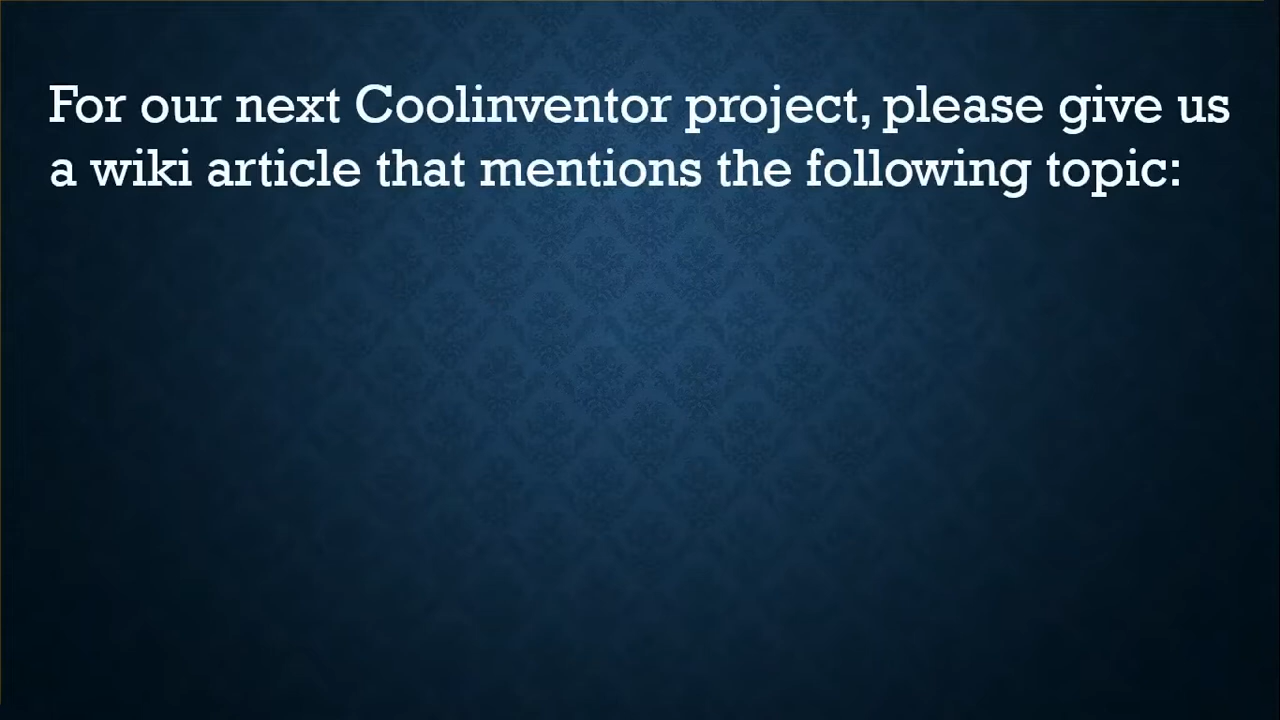 For our next Coolinventor project, please give us
a wiki article that mentions the following topic: